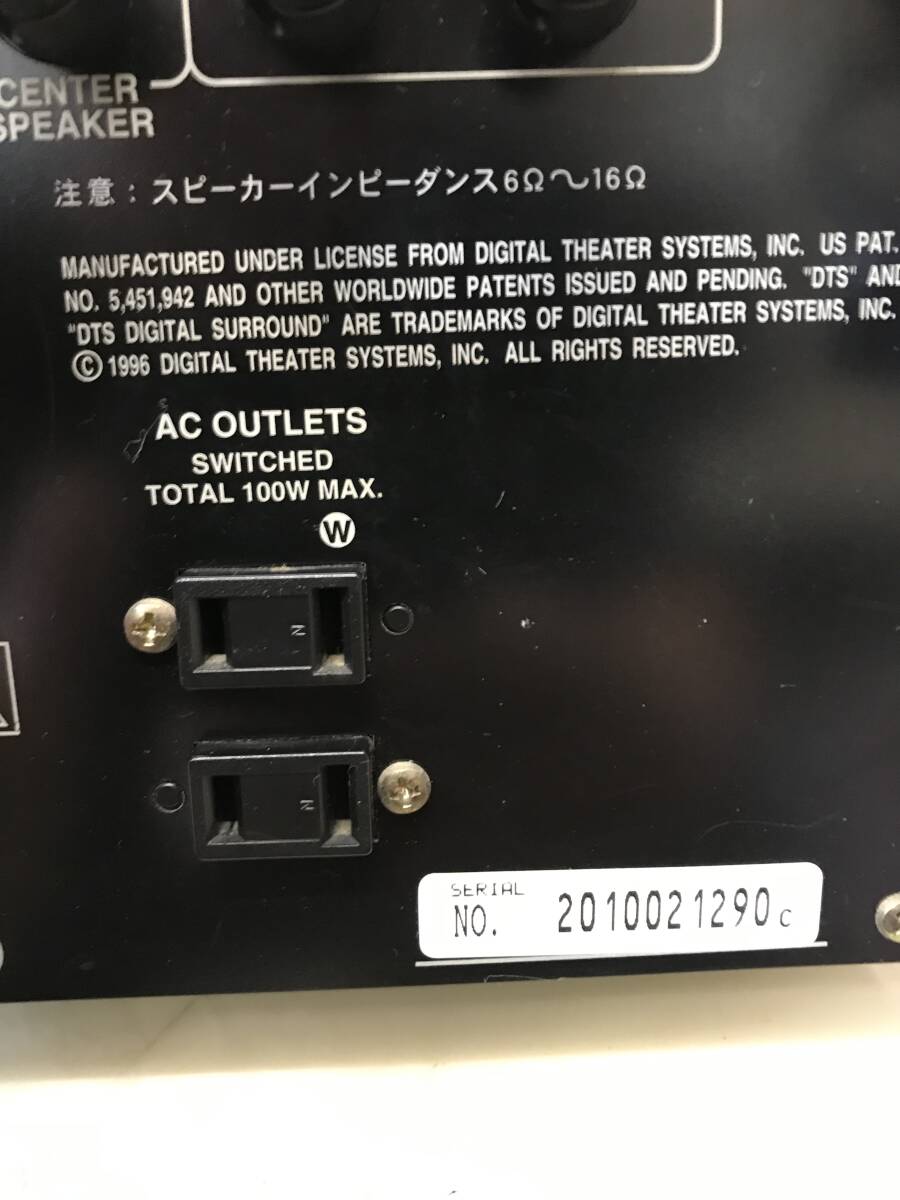 CENTER
SPEAKER
注意：スピーカーインピーダンス6Ω〜16Ω
MANUFACTURED UNDER LICENSE FROM DIGITAL THEATER SYSTEMS, INC. US PAT.
NO. 5,451,942 AND OTHER WORLDWIDE PATENTS ISSUED AND PENDING. "DTS" AND
"DTS DIGITAL SURROUND" ARE TRADEMARKS OF DIGITAL THEATER SYSTEMS, INC.
©1996 DIGITAL THEATER SYSTEMS, INC. ALL RIGHTS RESERVED.
AC OUTLETS
SWITCHED
TOTAL 100W MAX.
W
N
N
SERIAL
NO. 2010021290c